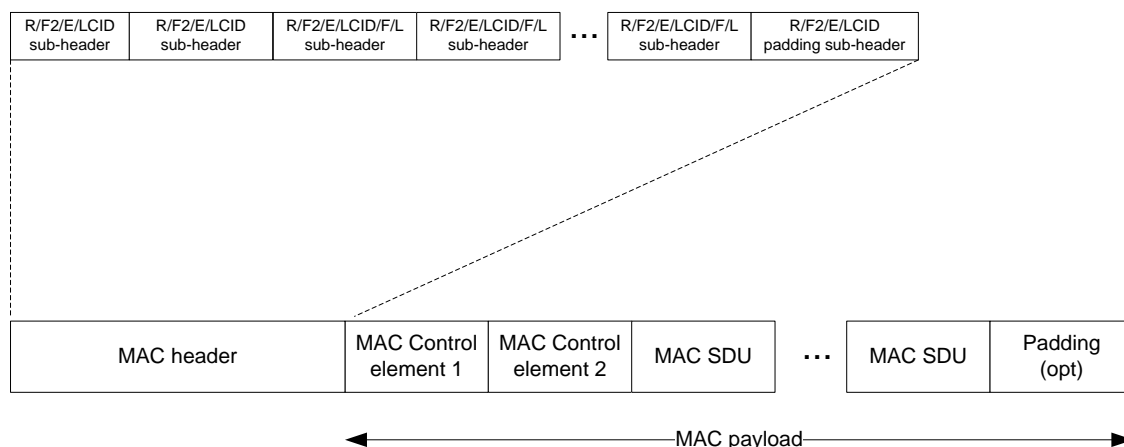 R/F2/E/LCID
sub-header
R/F2/E/LCID
sub-header
R/F2/E/LCID/F/L
sub-header
R/F2/E/LCID/F/L
sub-header
...
R/F2/E/LCID/F/L
sub-header
R/F2/E/LCID
padding sub-header
MAC header
MAC Control
element 1
MAC Control
element 2
MAC SDU
...
MAC SDU
Padding
(opt)
MAC payload